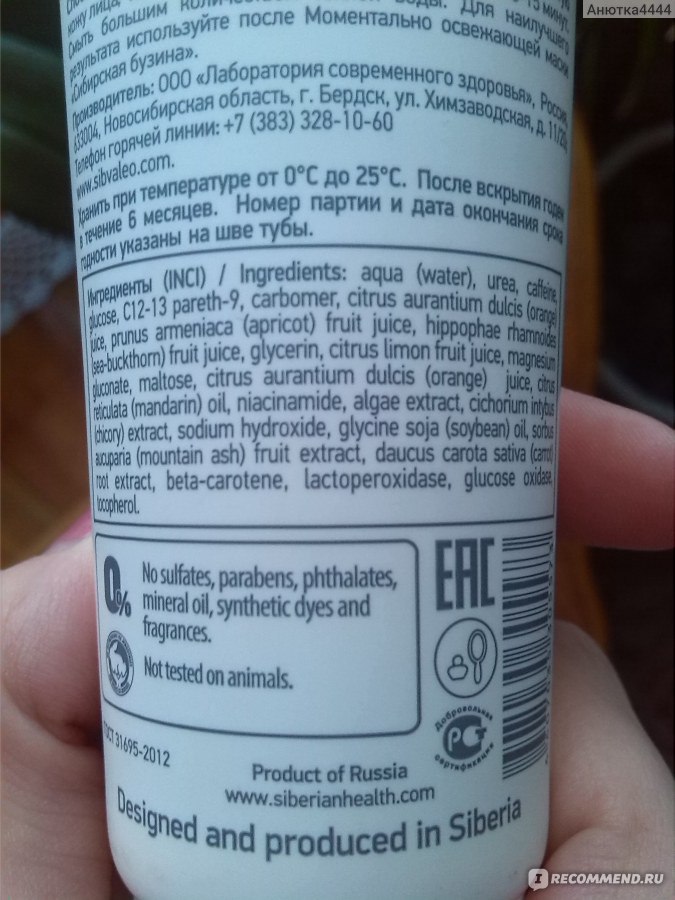 Анютка4444
кожу лица,
15 минут.
Смыть большим воды. Для наилучшего
результата используйте после Моментально освежающей маски
«Сибирская бузина».
Производитель: ООО «Лаборатория современного здоровья», Россия,
633004, Новосибирская область, г. Бердск, ул. Химзаводская, д. 11/20,
Телефон горячей линии: +7 (383) 328-10-60
www.sibvaleo.com.
Хранить при температуре от 0°C до 25°C. После вскрытия годен
в течение 6 месяцев. Номер партии и дата окончания срока
годности указаны на шве тубы.
Ингредиенты (INCI) / Ingredients: aqua (water), urea, caffeine,
glucose, C12-13 pareth-9, carbomer, citrus aurantium dulcis (orange)
juice, prunus armeniaca (apricot) fruit juice, hippophae rhamnoides
(sea-buckthorn) fruit juice, glycerin, citrus limon fruit juice, magnesium
gluconate, maltose, citrus aurantium dulcis (orange) juice, citrus
reticulata (mandarin) oil, niacinamide, algae extract, cichorium intybus
(chicory) extract, sodium hydroxide, glycine soja (soybean) oil, sorbus
aucuparia (mountain ash) fruit extract, daucus carota sativa (carrot)
root extract, beta-carotene, lactoperoxidase, glucose oxidase,
tocopherol.
0%
No sulfates, parabens, phthalates,
mineral oil, synthetic dyes and
fragrances.
Not tested on animals.
EAC
Добровольная
РСТ
сертификация
ГОСТ 31695-2012
Product of Russia
www.siberianhealth.com
Designed and produced in Siberia
I RECOMMEND.RU